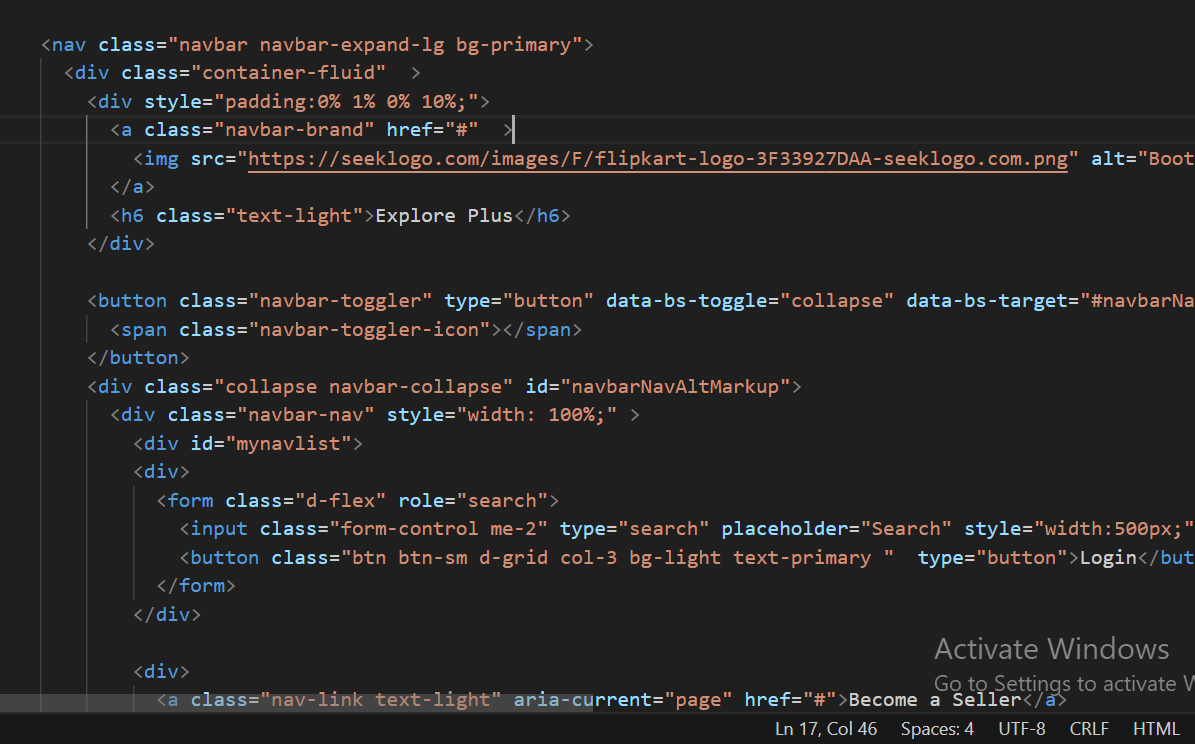 <nav class="navbar navbar-expand-lg bg-primary">
<div class="container-fluid"  >
<div style="padding:0% 1% 0% 10%;">
<a class="navbar-brand" href="#"  >
<img src="https://seeklogo.com/images/F/flipkart-logo-3F33927DAA-seeklogo.com.png" alt="Boot
</a>
<h6 class="text-light">Explore Plus</h6>
</div>
<button class="navbar-toggler" type="button" data-bs-toggle="collapse" data-bs-target="#navbarNa
<span class="navbar-toggler-icon"></span>
</button>
<div class="collapse navbar-collapse" id="navbarNavAltMarkup">
<div class="navbar-nav" style="width: 100%;" >
<div id="mynavlist">
<div>
<form class="d-flex" role="search">
<input class="form-control me-2" type="search" placeholder="Search" style="width:500px;"
<button class="btn btn-sm d-grid col-3 bg-light text-primary "  type="button">Login</but
</form>
</div>
<div>
<a class="nav-link text-light" aria-current="page" href="#">Become a Seller</a>
Activate Windows
Go to Settings to activate W
Ln 17, Col 46 Spaces: 4 UTF-8 CRLF HTML